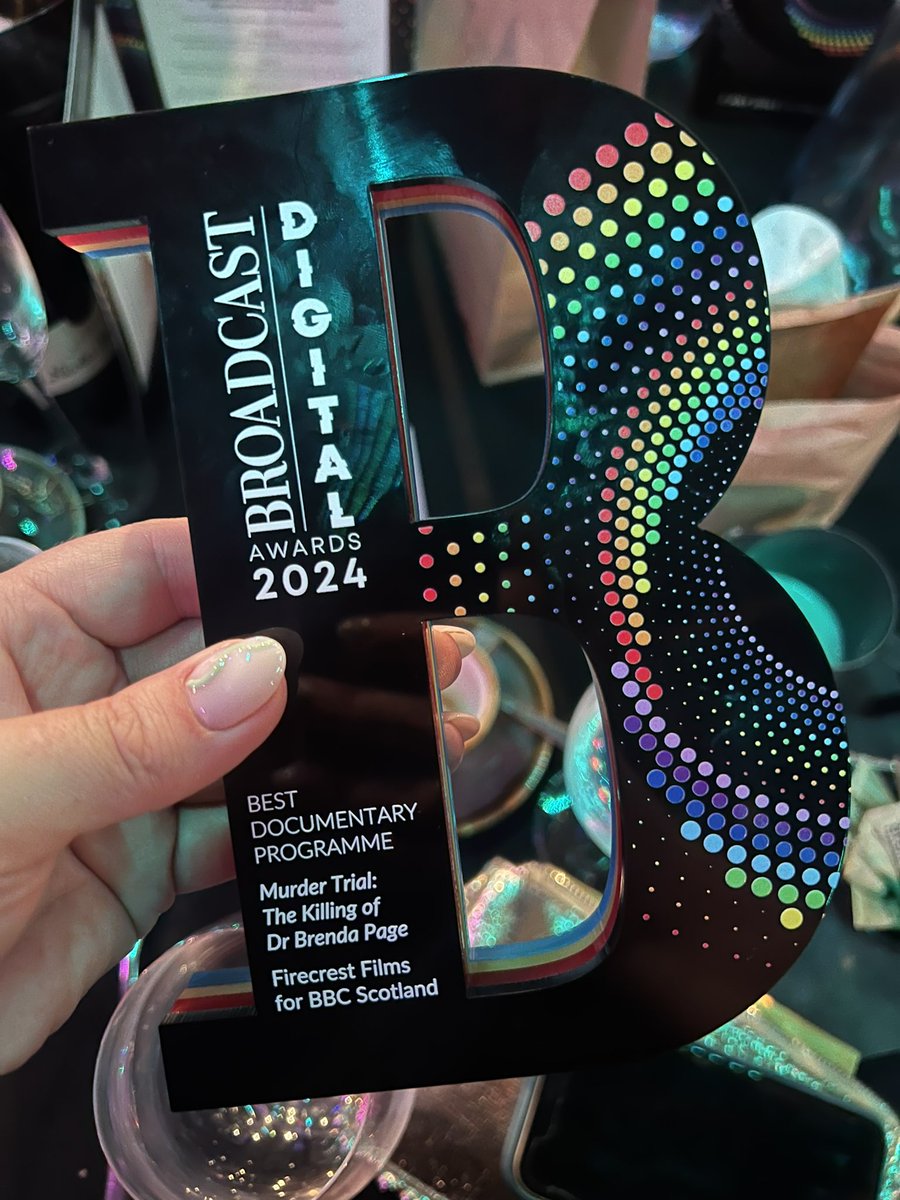 BROADCAST
DIGITAL
AWARDS
2024
BEST
DOCUMENTARY
PROGRAMME
Murder Trial:
The Killing of
Dr Brenda Page
Firecrest Films
for BBC Scotland